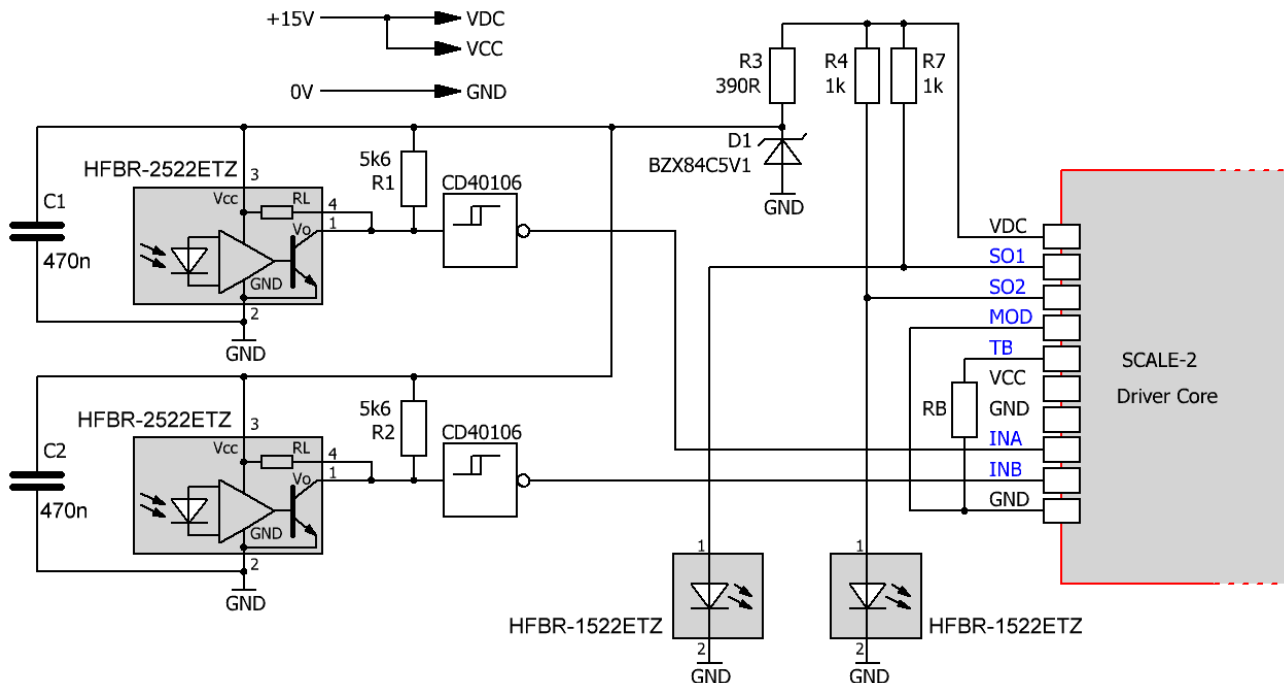 +15V
VDC
VCC
0V
GND
R3
390R
R4
1k
R7
1k
D1
BZX84C5V1
GND
HFBR-2522ETZ
3
Vcc
RL
4
Vo
1
GND
2
GND
C1
470n
5k6
R1
CD40106
HFBR-2522ETZ
3
Vcc
RL
4
Vo
1
GND
2
GND
C2
470n
5k6
R2
CD40106
VDC
SO1
SO2
MOD
TB
VCC
GND
INA
INB
GND
RB
SCALE-2
Driver Core
1
HFBR-1522ETZ
2
GND
1
HFBR-1522ETZ
2
GND